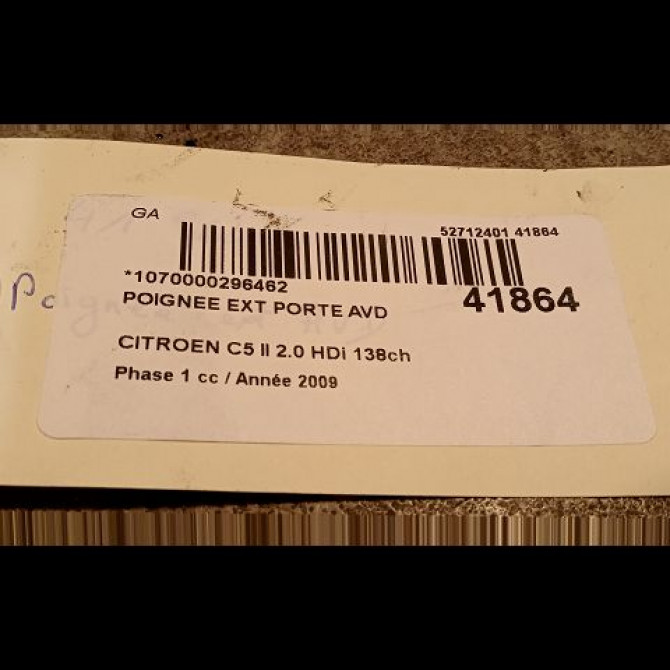 GA
52712401 41864
*1070000296462
41864
POIGNEE EXT PORTE AVD
CITROEN C5 II 2.0 HDi 138ch
Phase 1 cc / Année 2009
Po